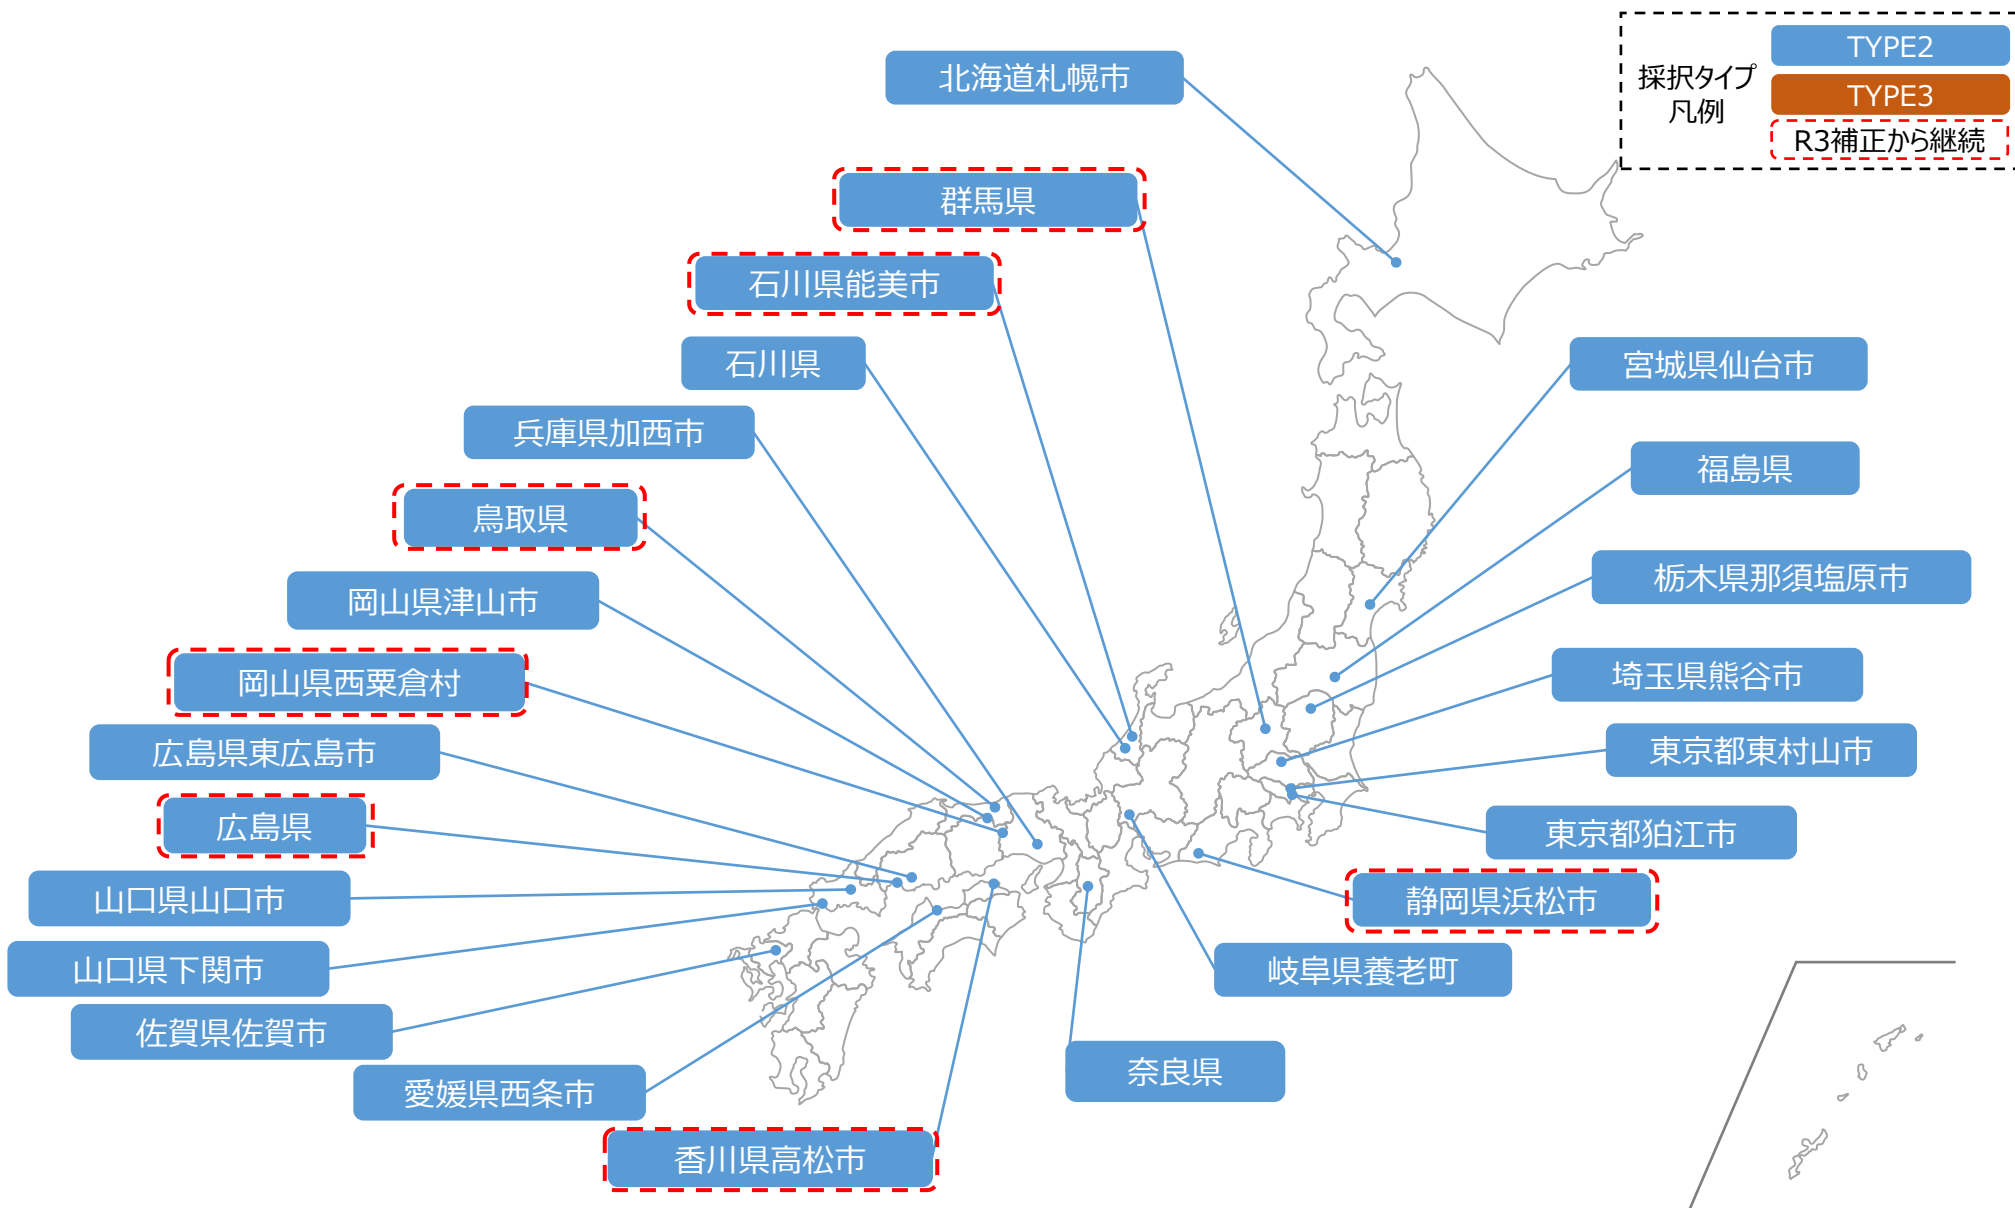 採択タイプ
凡例
TYPE2
TYPE3
R3補正から継続
北海道札幌市
群馬県
石川県能美市
石川県
兵庫県加西市
鳥取県
岡山県津山市
岡山県西粟倉村
広島県東広島市
広島県
山口県山口市
山口県下関市
佐賀県佐賀市
愛媛県西条市
香川県高松市
宮城県仙台市
福島県
栃木県那須塩原市
埼玉県熊谷市
東京都東村山市
東京都狛江市
静岡県浜松市
岐阜県養老町
奈良県